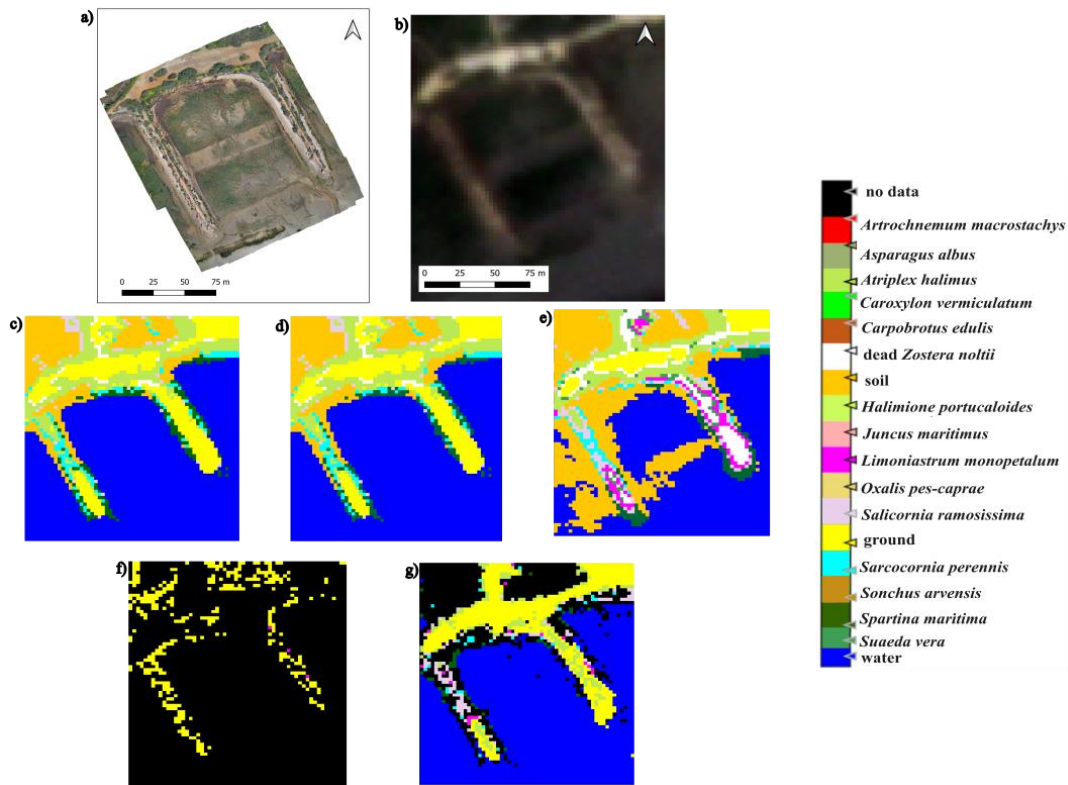 a)
b)
0 25 50 75 m
0 25 50 75 m
c)
d)
e)
f)
g)
no data
Artrochnemum macrostachys
Asparagus albus
Atriplex halimus
Caroxylon vermiculatum
Carpobrotus edulis
dead Zostera noltii
soil
Halimione portucaloides
Juncus maritimus
Limoniastrum monopetalum
Oxalis pes-caprae
Salicornia ramosissima
ground
Sarcocornia perennis
Sonchus arvensis
Spartina maritima
Suaeda vera
water